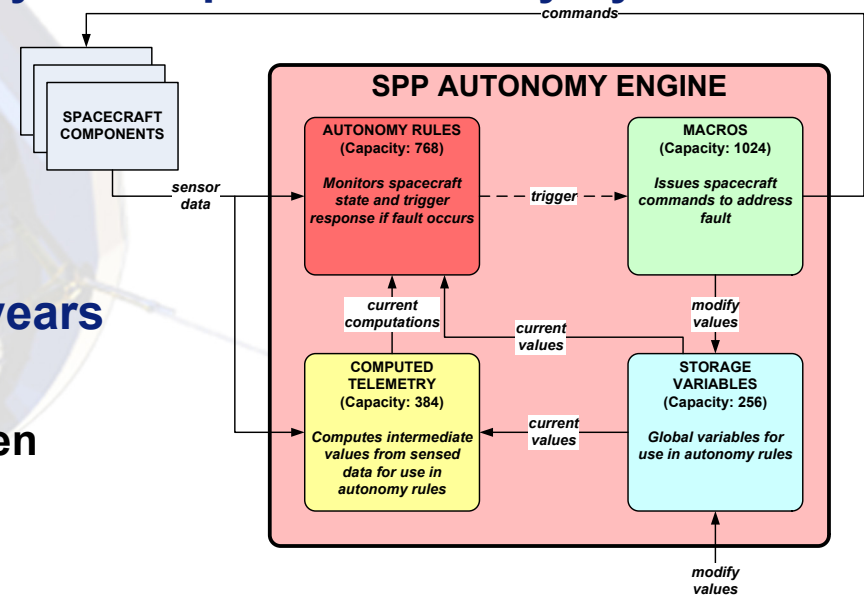 commands
SPP AUTONOMY ENGINE
SPACECRAFT
COMPONENTS
sensor
data
AUTONOMY RULES
(Capacity: 768)
Monitors spacecraft
state and trigger
response if fault occurs
trigger
MACROS
(Capacity: 1024)
Issues spacecraft
commands to address
fault
years
current
computations
current
values
modify
values
COMPUTED
TELEMETRY
(Capacity: 384)
Computes intermediate
values from sensed
data for use in
autonomy rules
current
values
STORAGE
VARIABLES
(Capacity: 256)
Global variables for
use in autonomy rules
en
modify
values